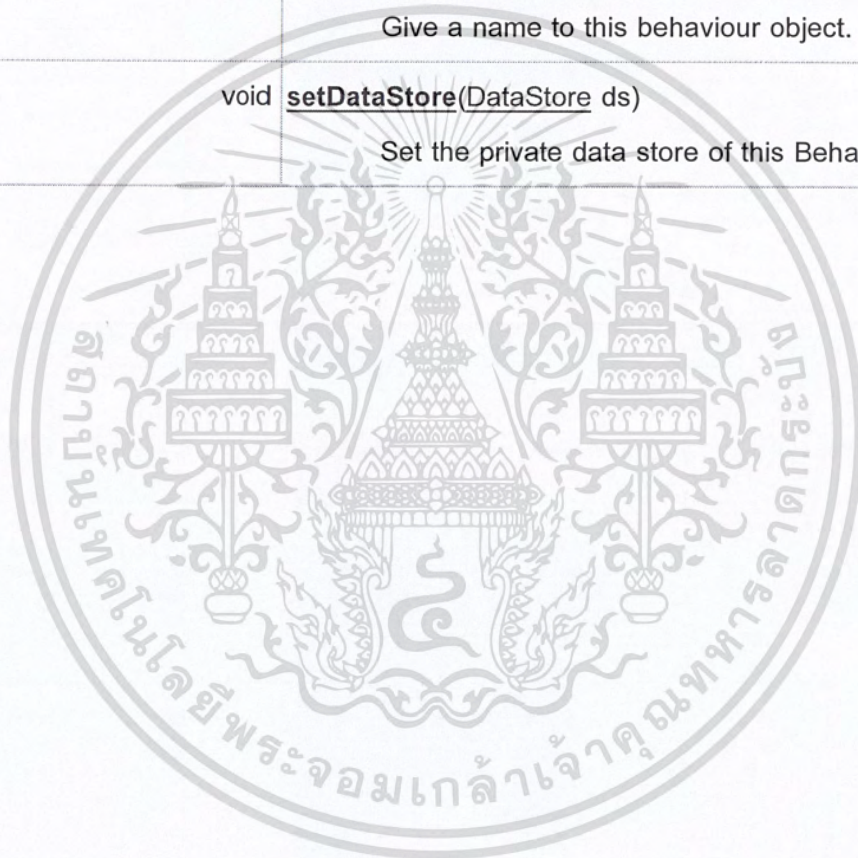 Give a name to this behaviour object.
void setDataStore(DataStore ds)
Set the private data store of this Beha
สถาบันเทคโนโลยีพระจอมเกล้าเจ้าคุณทหารลาดกระบัง
๔